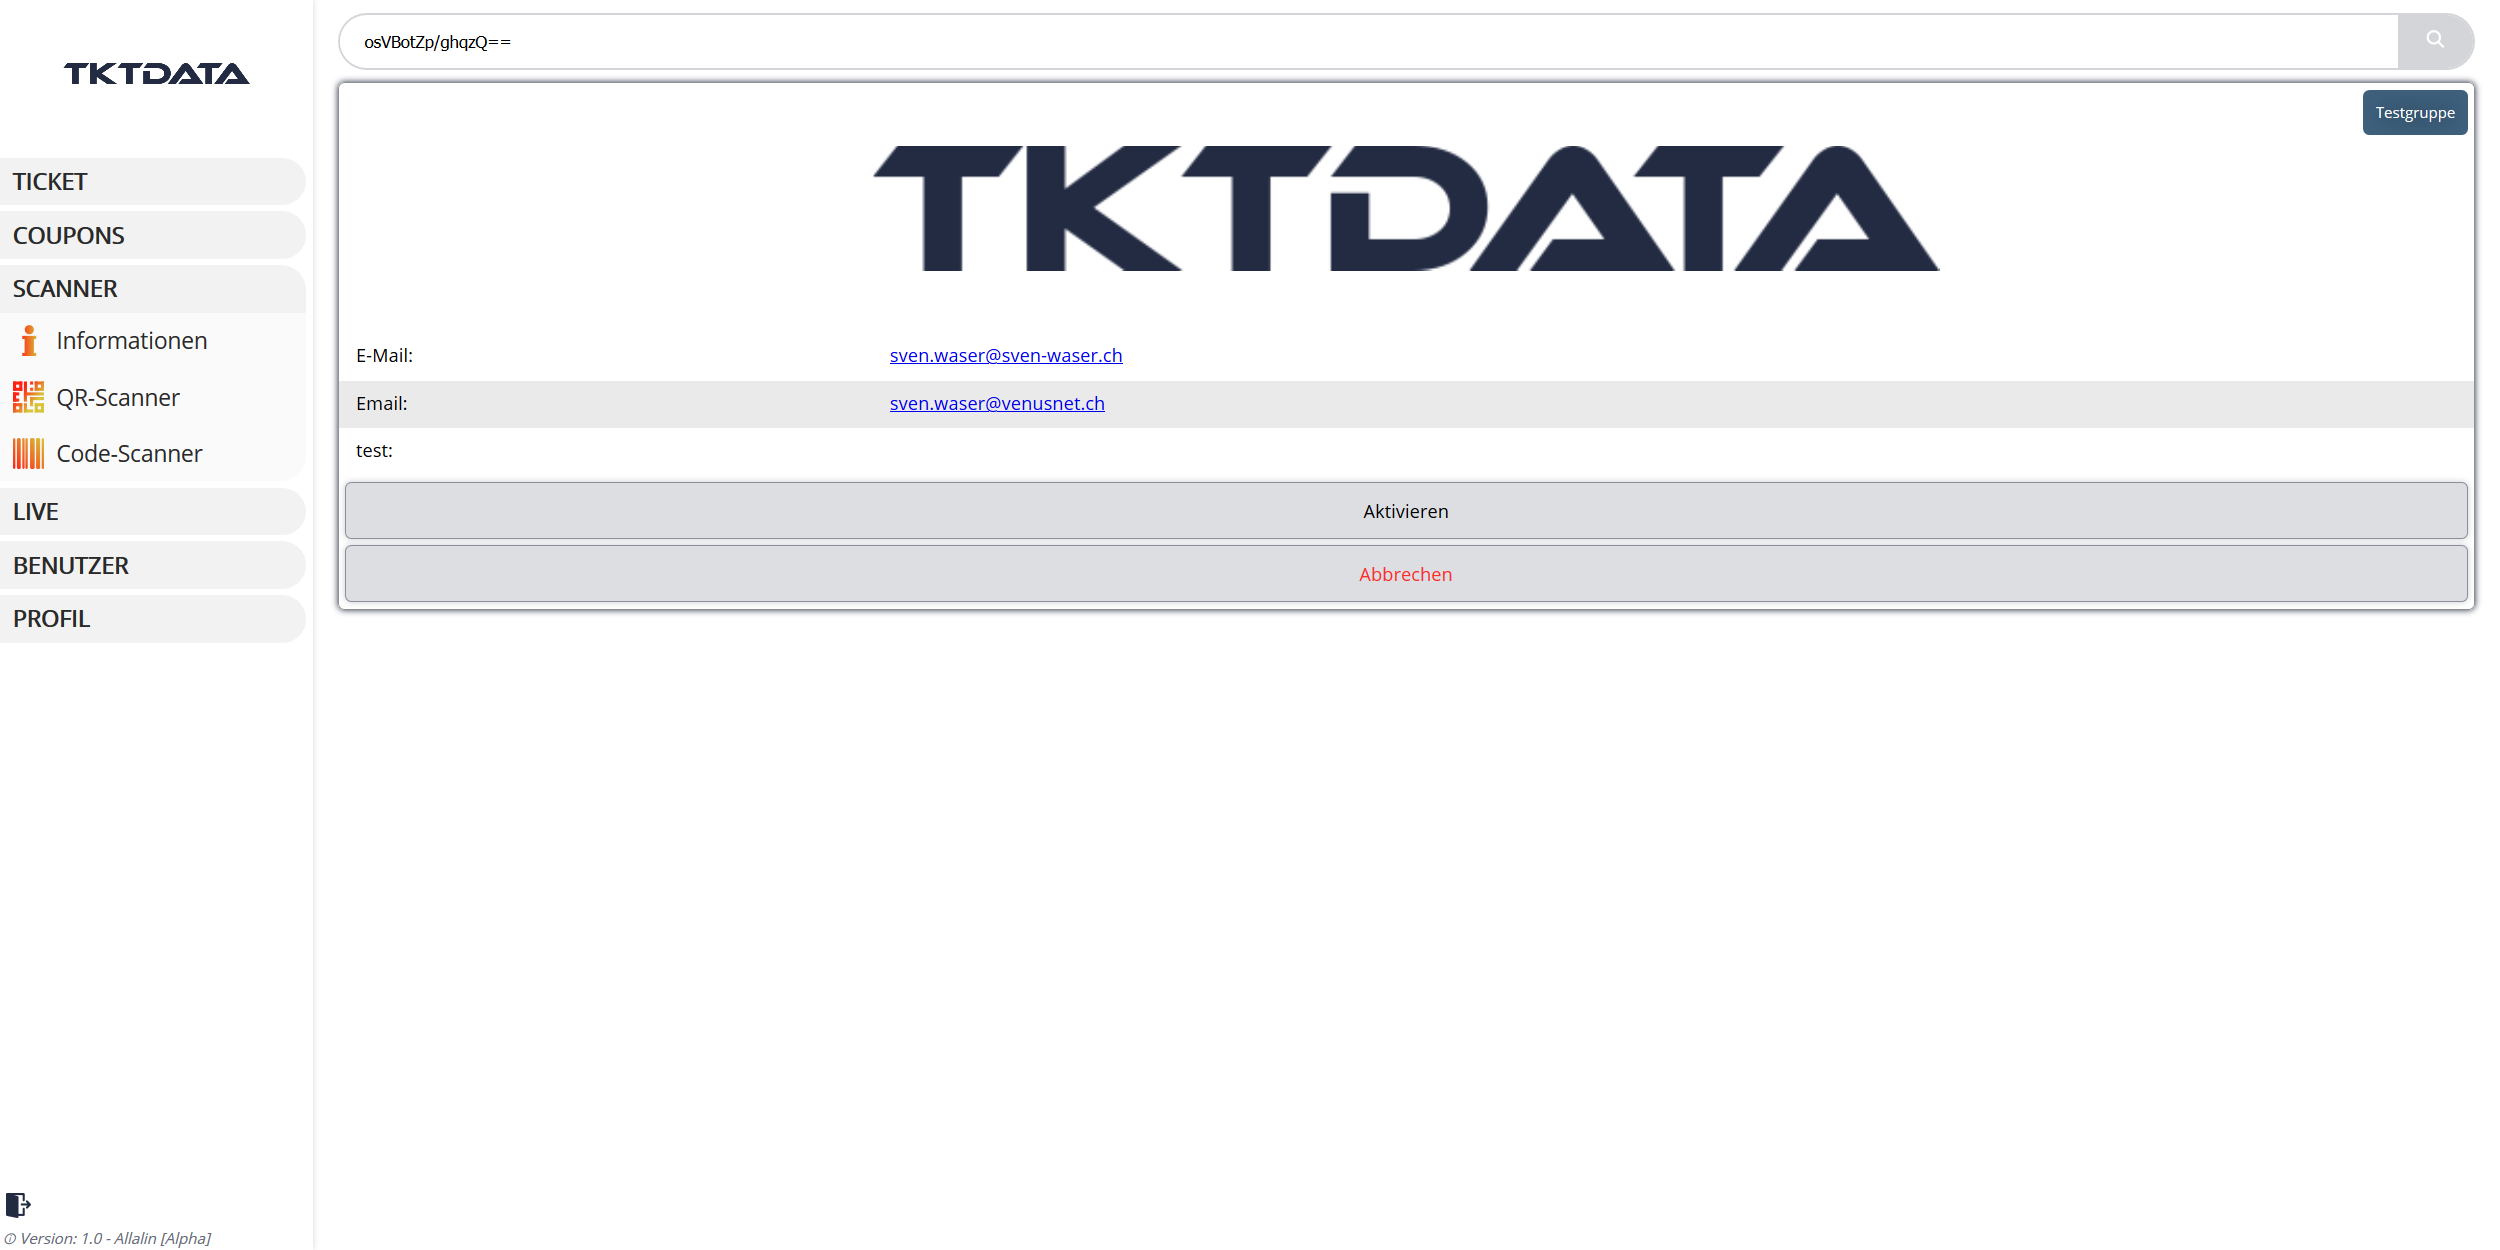 TKTDATA
TICKET
COUPONS
SCANNER
Informationen
QR-Scanner
Code-Scanner
LIVE
BENUTZER
PROFIL
Version: 1.0 - Allalin [Alpha]
osVBotZp/ghqzQ==
Testgruppe
TKTDATA
E-Mail: sven.waser@sven-waser.ch
Email: sven.waser@venusnet.ch
test:
Aktivieren
Abbrechen